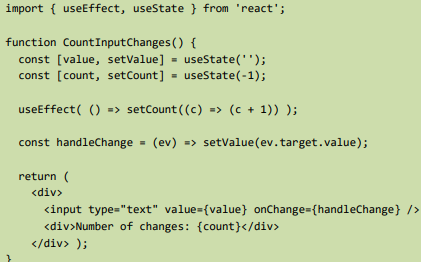 import { useEffect, useState } from 'react';
function CountInputChanges() {
const [value, setValue] = useState('');
const [count, setCount] = useState(-1);
useEffect( () => setCount((c) => (c + 1)) );
const handleChange = (ev) => setValue(ev.target.value);
return (
<div>
<input type="text" value={value} onChange={handleChange} />
<div>Number of changes: {count}</div>
</div> );
}